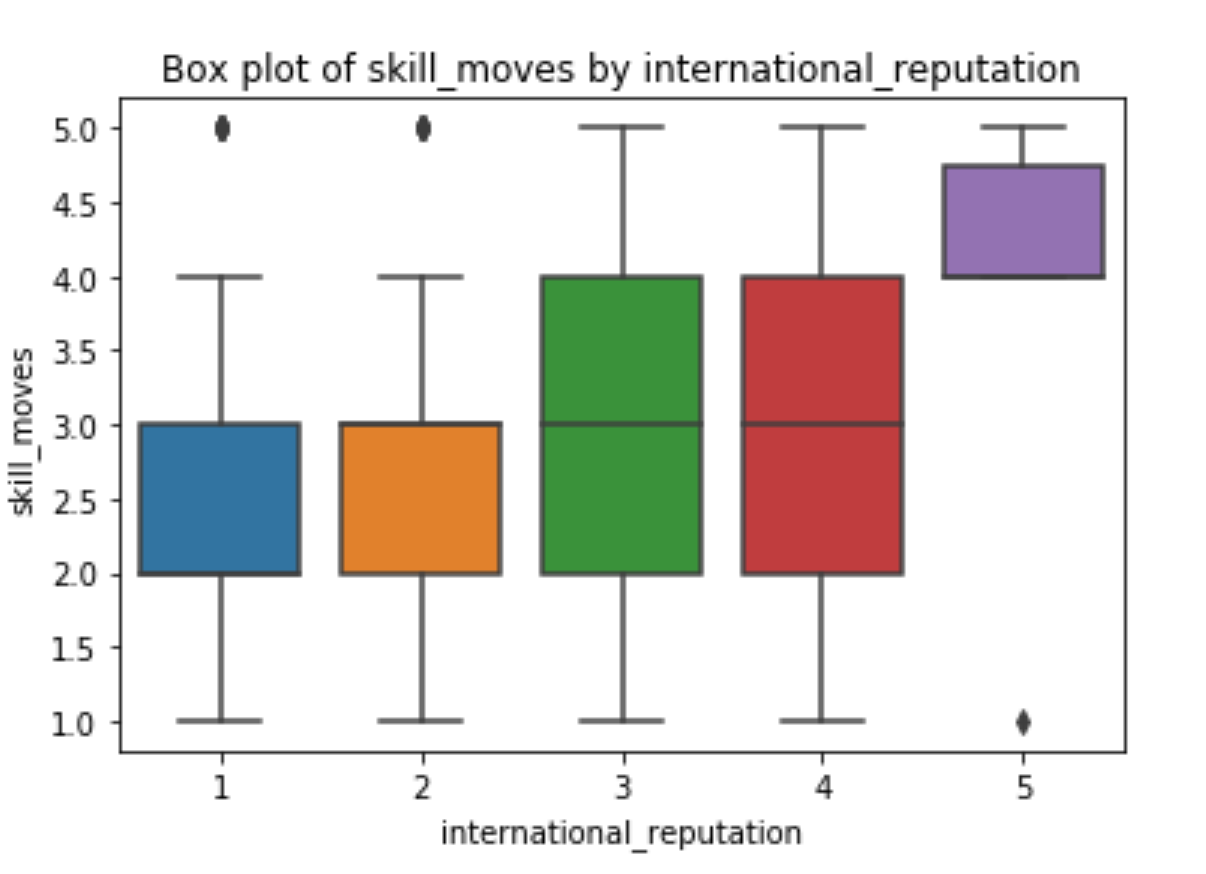 Box plot of skill_moves by international_reputation
5.0
4.5
4.0
3.5
3.0
2.5
2.0
1.5
1.0
skill_moves
1 2 3 4 5
international_reputation